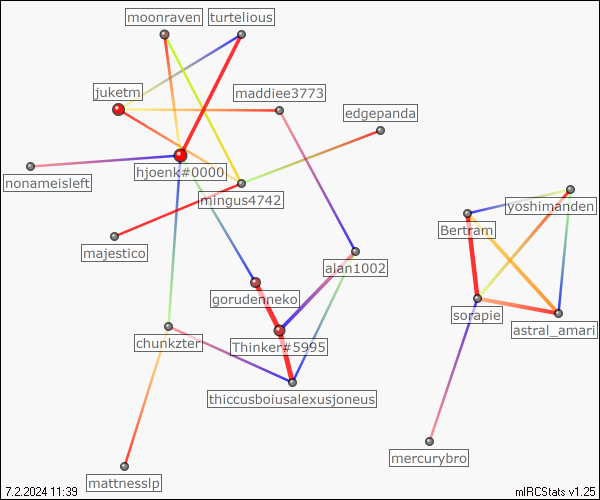 moonraven turtelious
juketm
maddiee3773
edgepanda
hjoenk#0000
nonameisleft
mingus4742
yoshimanden
Bertram
majestico
alan1002
gorudenneko
sorapie
astral_amari
chunkzter
Thinker#5995
thiccusboiusalexusjoneus
mercurybro
mattnesslp
7.2.2024 11:39 mIRCStats v1.25